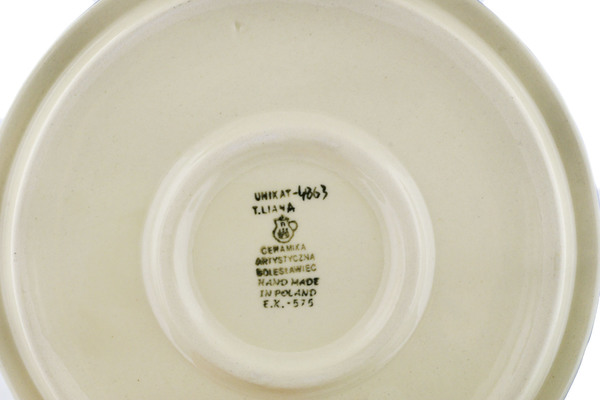 UNIKAT-4863
T.LIANA
CERAMIKA
ARTYSTYCZNA
BOLESŁAWIEC
HAND MADE
IN POLAND
E.X.-575